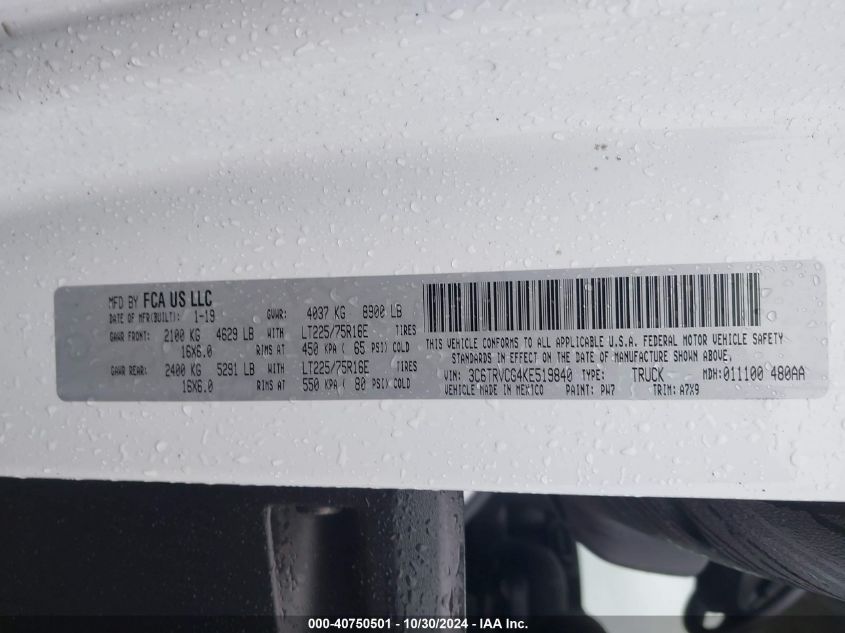 MFD BY FCA US LLC
DATE OF MFR(BUILT): 1-19 GVWR: 4037 KG 8900 LB
GAWR FRONT: 2100 KG 4629 LB WITH LT225/75R16E TIRES
16X6.0 RIMS AT 450 KPA ( 65 PSI) COLD
GAWR REAR: 2400 KG 5291 LB WITH LT225/75R16E TIRES
16X6.0 RIMS AT 550 KPA ( 80 PSI) COLD
THIS VEHICLE CONFORMS TO ALL APPLICABLE U.S.A. FEDERAL MOTOR VEHICLE SAFETY
STANDARDS IN EFFECT ON THE DATE OF MANUFACTURE SHOWN ABOVE.
VIN: 3C6TRVCG4KE519840 TYPE: TRUCK MDH:011100 480AA
VEHICLE MADE IN MEXICO PAINT: PW7 TRIM: A7X9
000-40750501 - 10/30/2024 - IAA Inc.